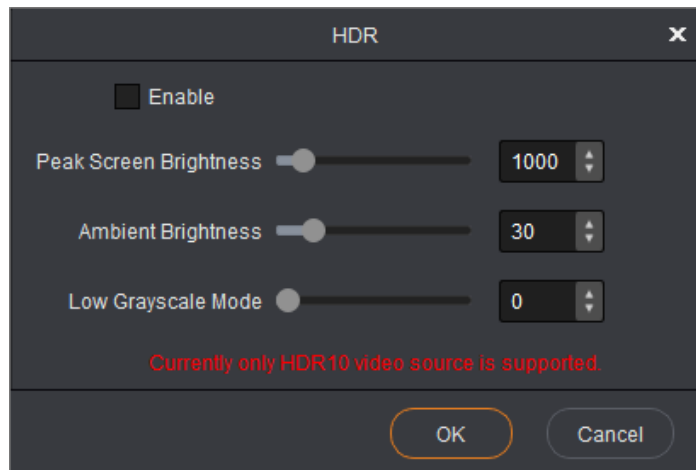 HDR
Enable
Peak Screen Brightness 1000
Ambient Brightness 30
Low Grayscale Mode 0
Currently only HDR10 video source is supported.
OK Cancel